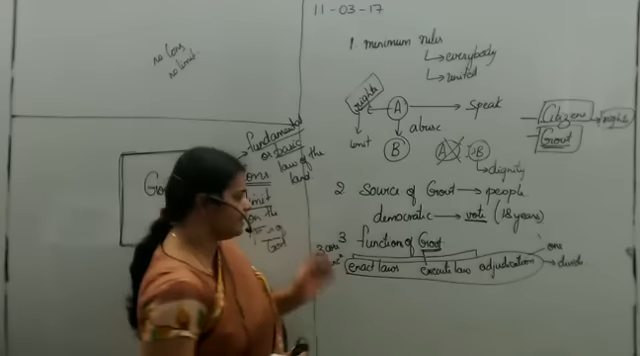 11-03-17
no laws
no limit
1. minimum rules
everybody
limited
rights
A
Speak
limit
abuse
B
A
B
dignity
Citizen
rights
Govt
fundamental
or basic
law of the
land
limit
on the
Govt
2 Source of Govt → people
democratic → vote (18 years)
3 function of Govt
enact laws
execute law
adjudication
one
divide